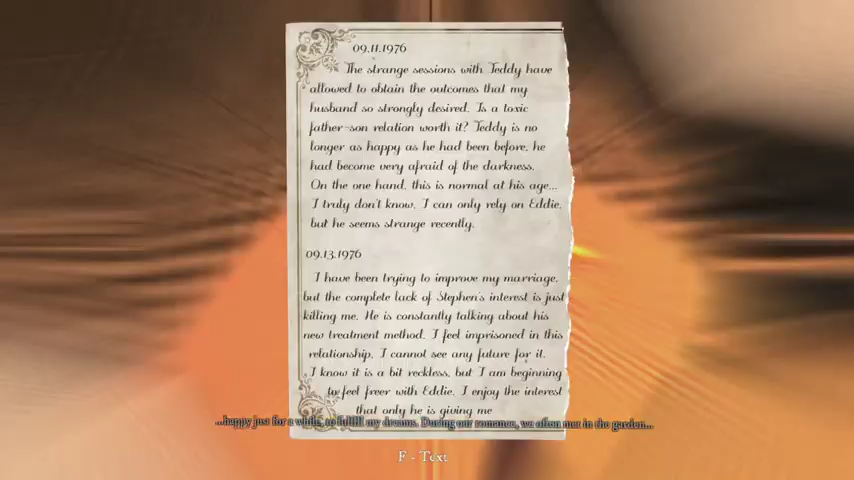 09.11.1976
The strange sessions with Teddy have
allowed to obtain the outcomes that my
husband so strongly desired. Is a toxic
father-son relation worth it? Teddy is no
longer as happy as he had been before, he
had become very afraid of the darkness.
On the one hand, this is normal at his age...
I truly don't know. I can only rely on Eddie,
but he seems strange recently.
09.13.1976
I have been trying to improve my marriage,
but the complete lack of Stephen's interest is just
killing me. He is constantly talking about his
new treatment method. I feel imprisoned in this
relationship, I cannot see any future for it.
I know it is a bit reckless, but I am beginning
to feel freer with Eddie. I enjoy the interest
that only he is giving me
...happy just for a while, to fulfill my dreams. During our romance, we often met in the garden...
F - Text